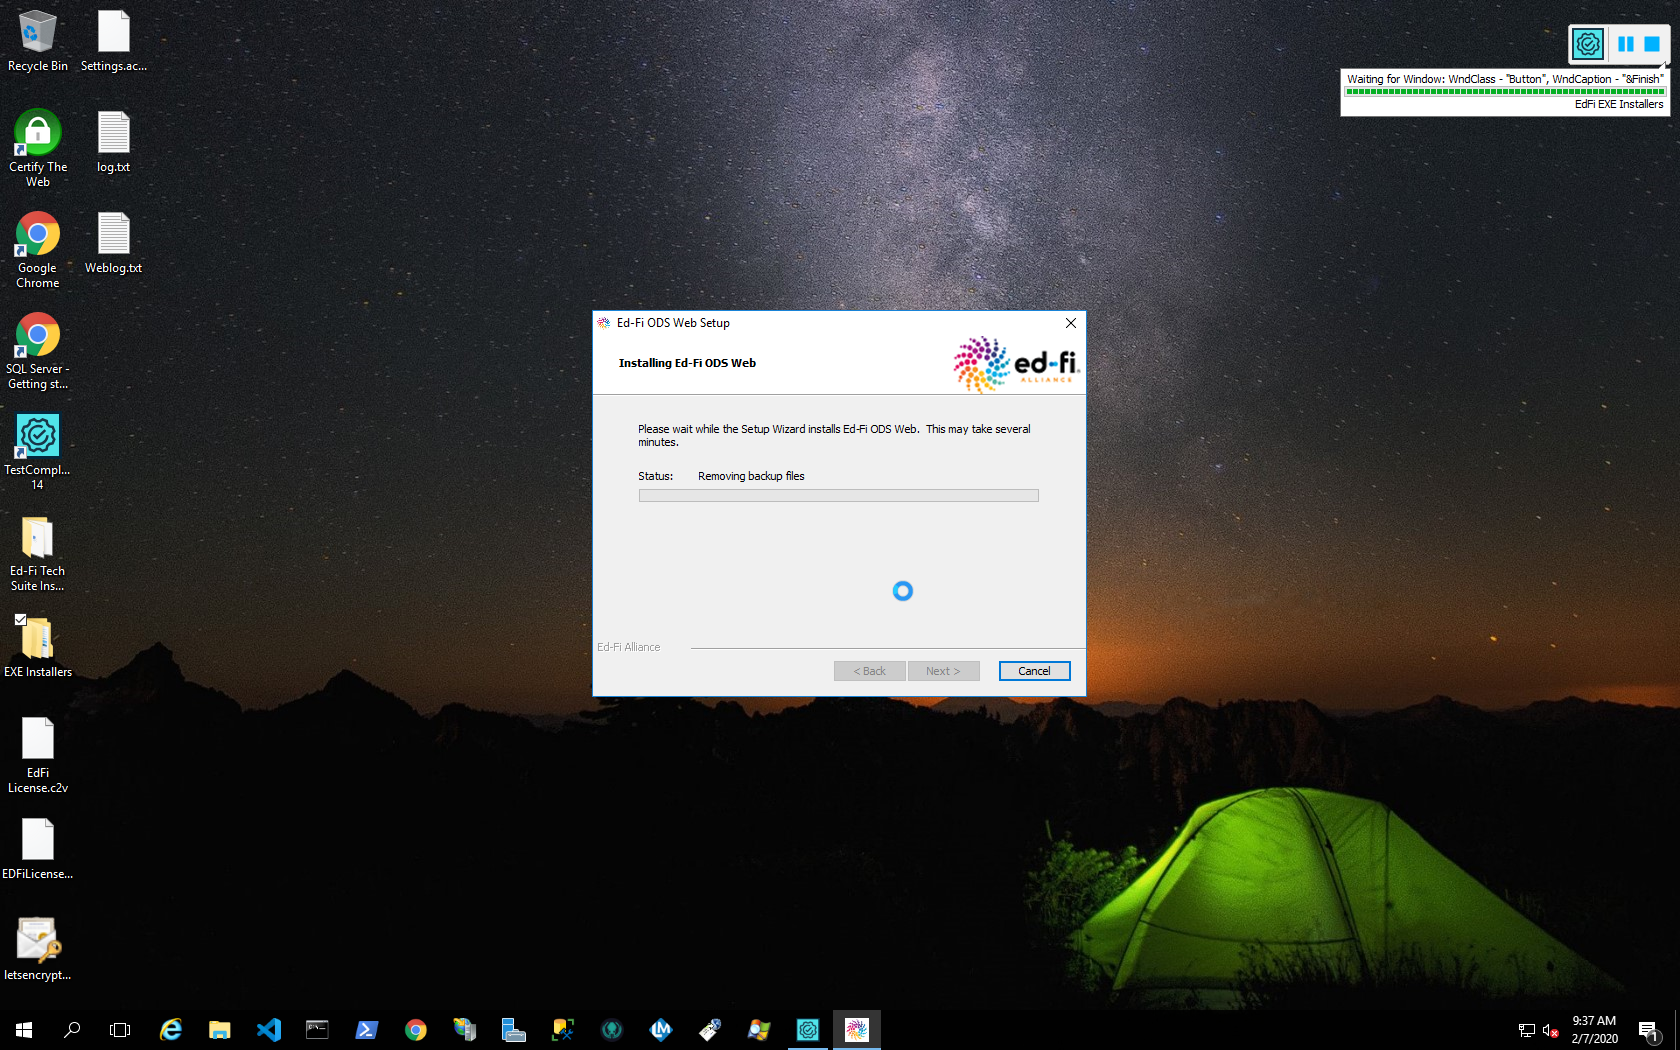 Recycle Bin
Settings.ac...
Certify The
Web
log.txt
Google
Chrome
Weblog.txt
SQL Server -
Getting st...
TestCompl...
14
Ed-Fi Tech
Suite Ins...
EXE Installers
EdFi
License.c2v
EDFiLicense...
letsencrypt...
Waiting for Window: WndClass - "Button", WndCaption - "&Finish"
EdFi EXE Installers
Ed-Fi ODS Web Setup
Installing Ed-Fi ODS Web
ed-fi.
ALLIANCE
Please wait while the Setup Wizard installs Ed-Fi ODS Web. This may take several
minutes.
Status: Removing backup files
Ed-Fi Alliance
< Back
Next >
Cancel
9:37 AM
2/7/2020
1